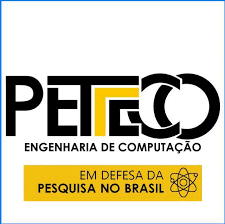 PETECO
ENGENHARIA DE COMPUTAÇÃO
EM DEFESA DA
PESQUISA NO BRASIL